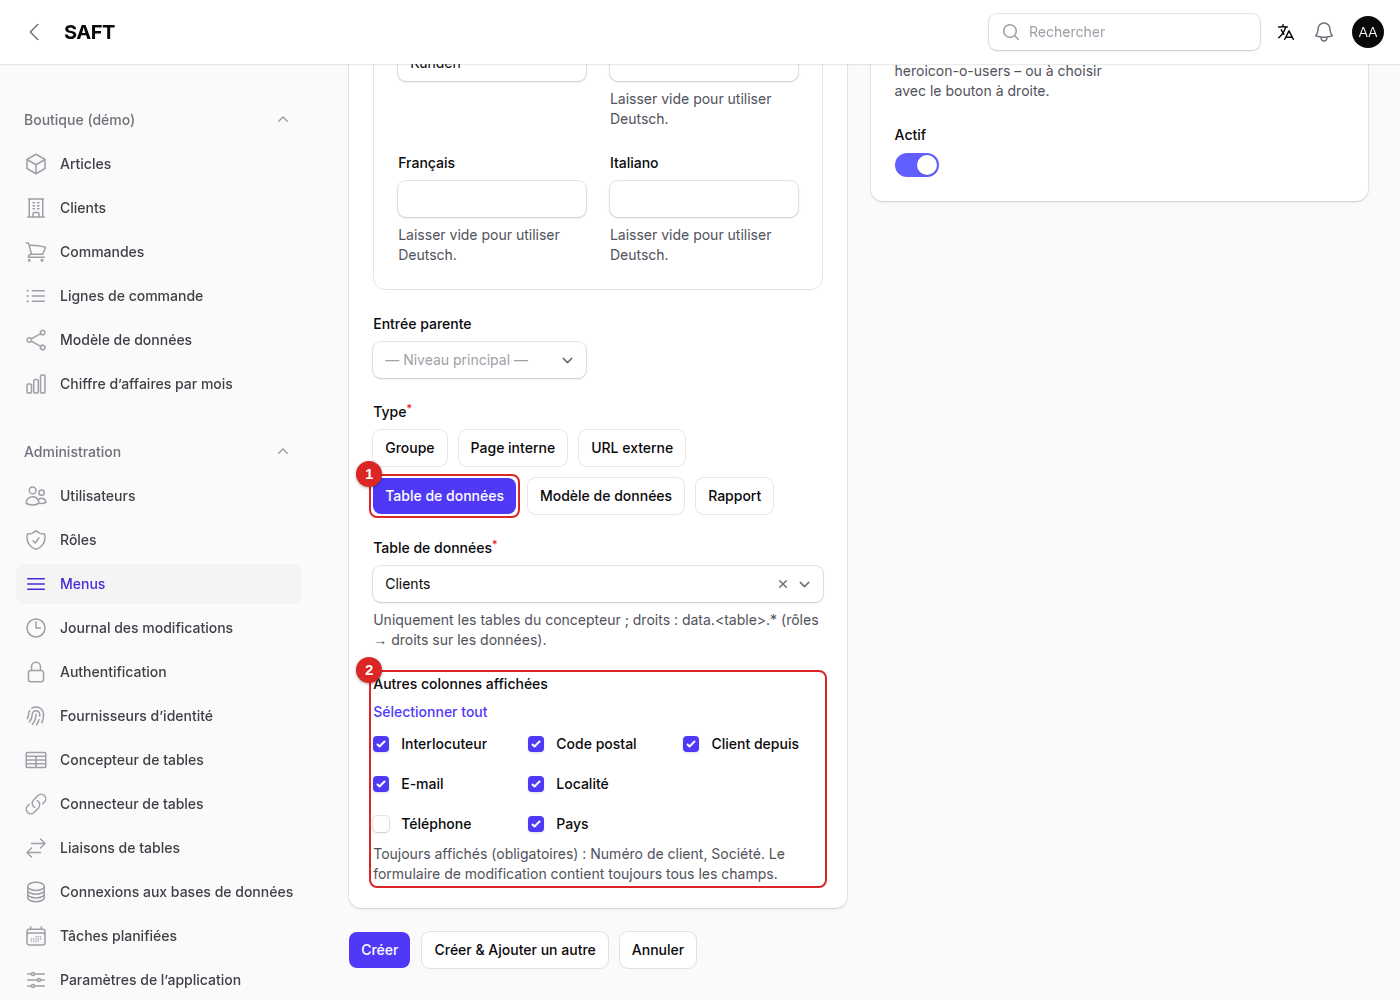 SAFT
Rechercher
AA
Boutique (démo)
Articles
Clients
Commandes
Lignes de commande
Modèle de données
Chiffre d’affaires par mois
Administration
Utilisateurs
Rôles
Menus
Journal des modifications
Authentification
Fournisseurs d’identité
Concepteur de tables
Connecteur de tables
Liaisons de tables
Connexions aux bases de données
Tâches planifiées
Paramètres de l’application
Kunden
Laisser vide pour utiliser
Deutsch.
Français
Italiano
Laisser vide pour utiliser
Deutsch.
Laisser vide pour utiliser
Deutsch.
Entrée parente
— Niveau principal —
Type*
Groupe
Page interne
URL externe
1
Table de données
Modèle de données
Rapport
Table de données*
Clients
Uniquement les tables du concepteur ; droits : data.<table>.* (rôles
→ droits sur les données).
2
Autres colonnes affichées
Sélectionner tout
Interlocuteur
Code postal
Client depuis
E-mail
Localité
Téléphone
Pays
Toujours affichés (obligatoires) : Numéro de client, Société. Le
formulaire de modification contient toujours tous les champs.
Créer
Créer & Ajouter un autre
Annuler
heroicon-o-users – ou à choisir
avec le bouton à droite.
Actif